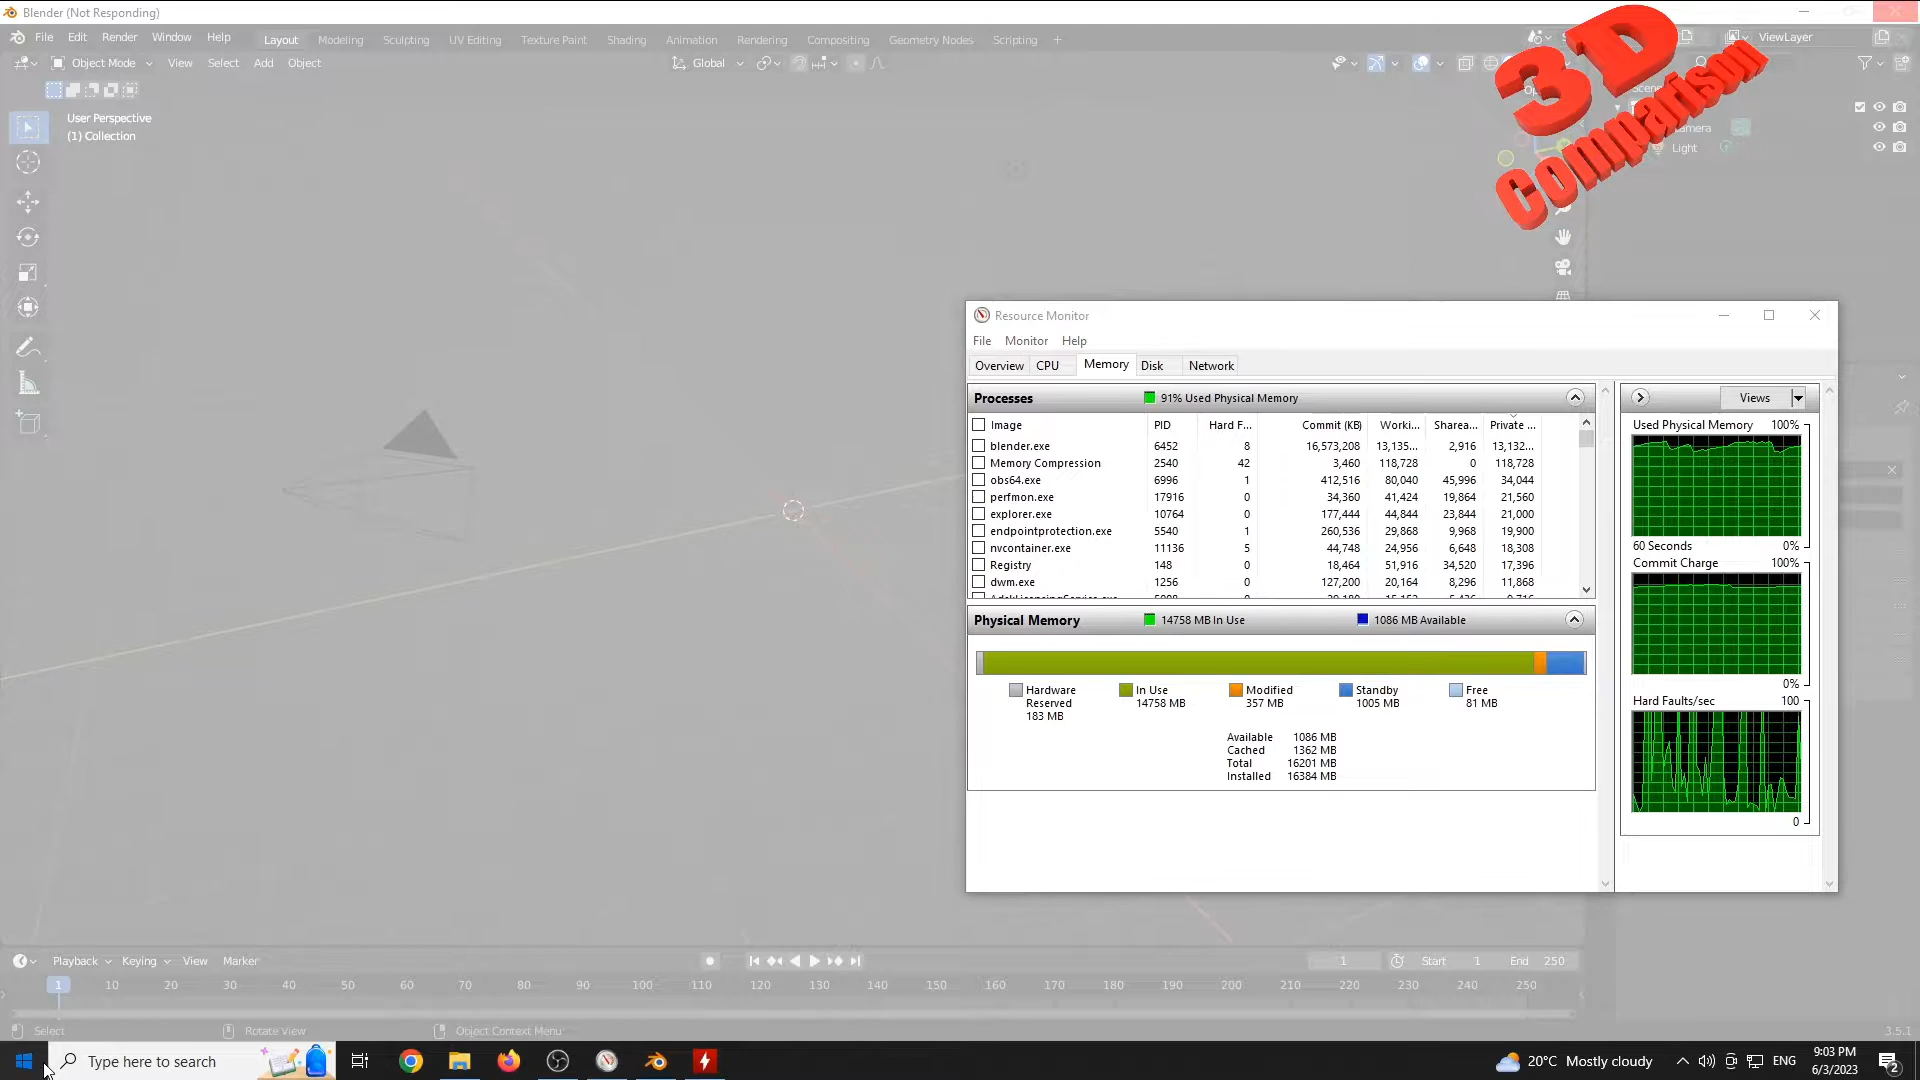 Blender (Not Responding)
File Edit Render Window Help Layout Modeling Sculpting UV Editing Texture Paint Shading Animation Rendering Compositing Geometry Nodes Scripting + ViewLayer
Object Mode View Select Add Object Global
3D
Comparison
User Perspective
(1) Collection
Light
Resource Monitor
File Monitor Help
Overview CPU Memory Disk Network
Processes 91% Used Physical Memory
Image PID Hard F... Commit (KB) Worki... Sharea... Private ...
blender.exe 6452 8 16,573,208 13,135... 2,916 13,132...
Memory Compression 2540 42 3,460 118,728 0 118,728
obs64.exe 6996 1 412,516 80,040 45,996 34,044
perfmon.exe 17916 0 34,360 41,424 19,864 21,560
explorer.exe 10764 0 177,444 44,844 23,844 21,000
endpointprotection.exe 5540 1 260,536 29,868 9,968 19,900
nvcontainer.exe 11136 5 44,748 24,956 6,648 18,308
Registry 148 0 18,464 51,916 34,520 17,396
dwm.exe 1256 0 127,200 20,164 8,296 11,868
Physical Memory 14758 MB In Use 1086 MB Available
Hardware Reserved 183 MB
In Use 14758 MB
Modified 357 MB
Standby 1005 MB
Free 81 MB
Available 1086 MB
Cached 1362 MB
Total 16201 MB
Installed 16384 MB
Views
Used Physical Memory 100%
60 Seconds 0%
Commit Charge 100%
0%
Hard Faults/sec 100
0
Playback Keying View Marker 1 Start 1 End 250
1 10 20 30 40 50 60 70 80 90 100 110 120 130 140 150 160 170 180 190 200 210 220 230 240 250
Select Rotate View Object Context Menu 3.5.1
Type here to search 20°C Mostly cloudy ENG 9:03 PM
6/3/2023 2